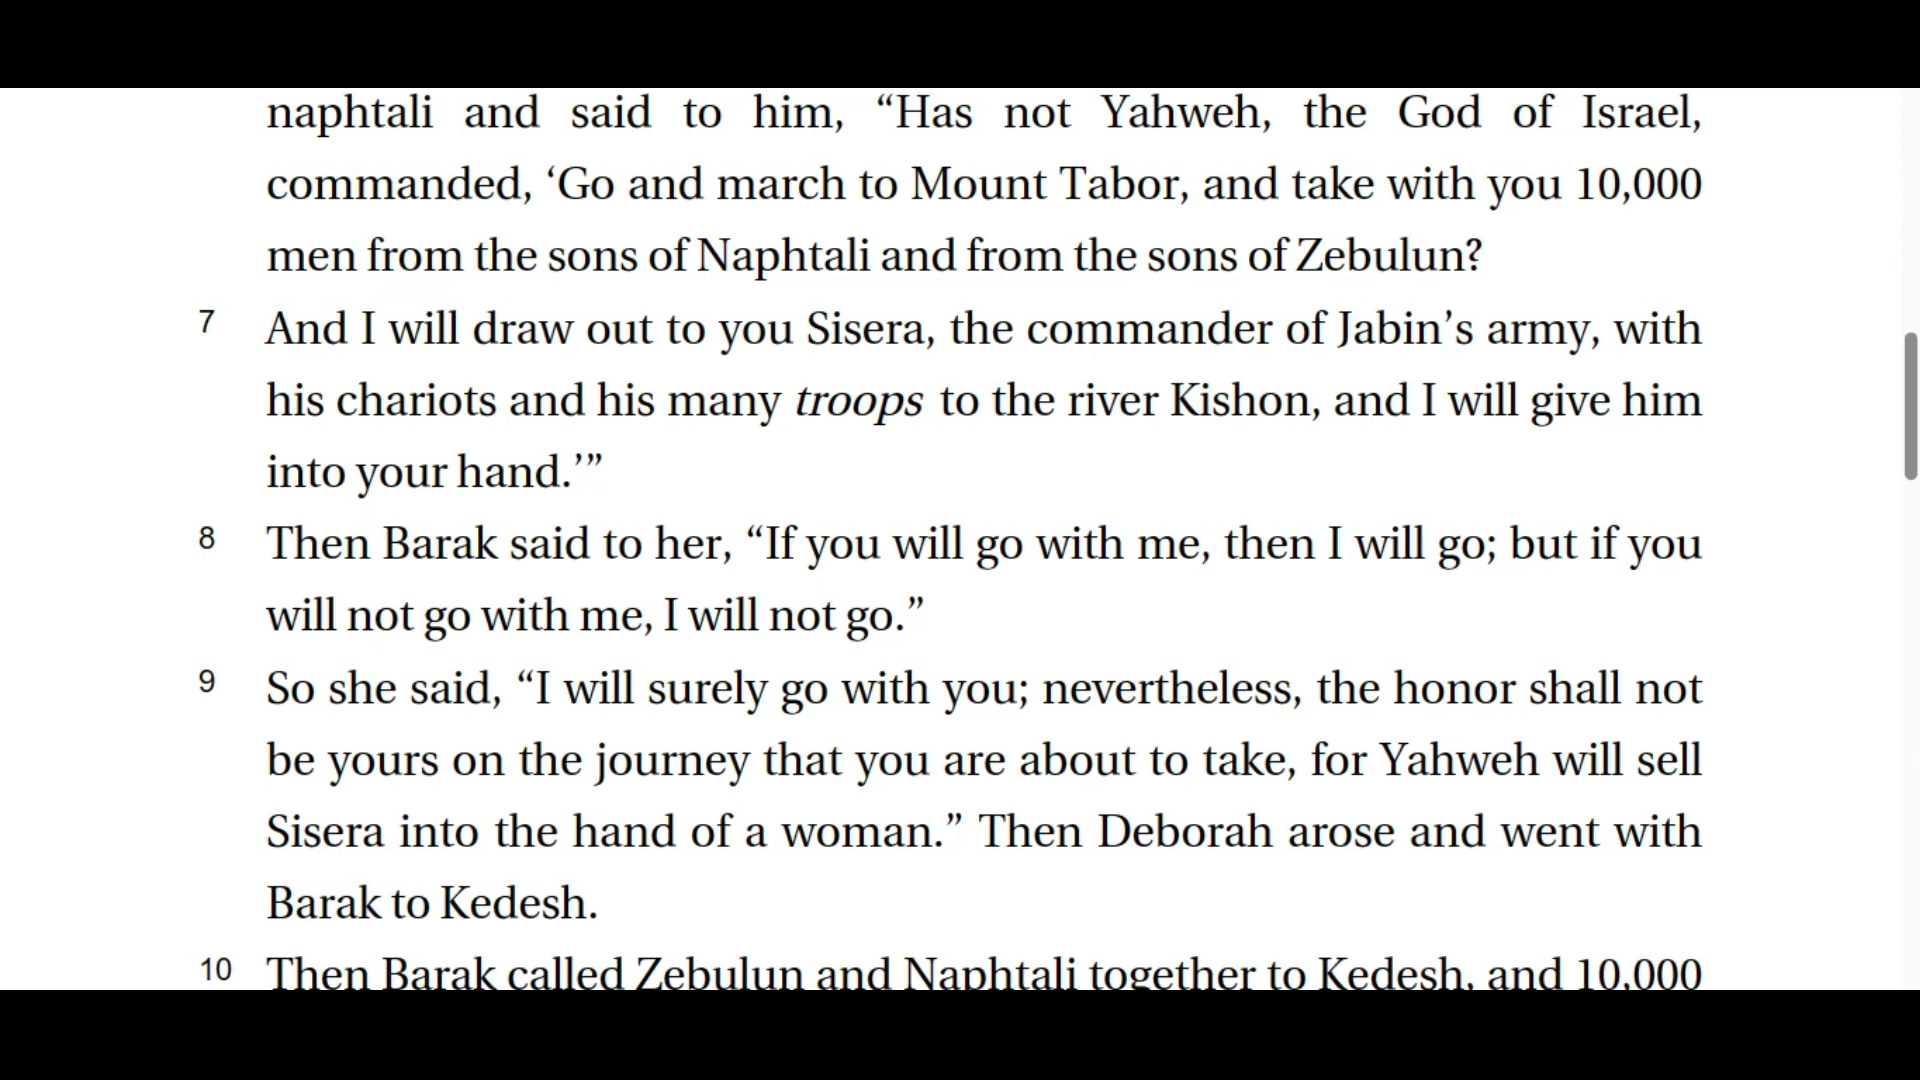 naphtali and said to him, “Has not Yahweh, the God of Israel,
commanded, ‘Go and march to Mount Tabor, and take with you 10,000
men from the sons of Naphtali and from the sons of Zebulun?
7 And I will draw out to you Sisera, the commander of Jabin’s army, with
his chariots and his many troops to the river Kishon, and I will give him
into your hand.’”
8 Then Barak said to her, “If you will go with me, then I will go; but if you
will not go with me, I will not go.”
9 So she said, “I will surely go with you; nevertheless, the honor shall not
be yours on the journey that you are about to take, for Yahweh will sell
Sisera into the hand of a woman.” Then Deborah arose and went with
Barak to Kedesh.
10 Then Barak called Zebulun and Naphtali together to Kedesh, and 10,000